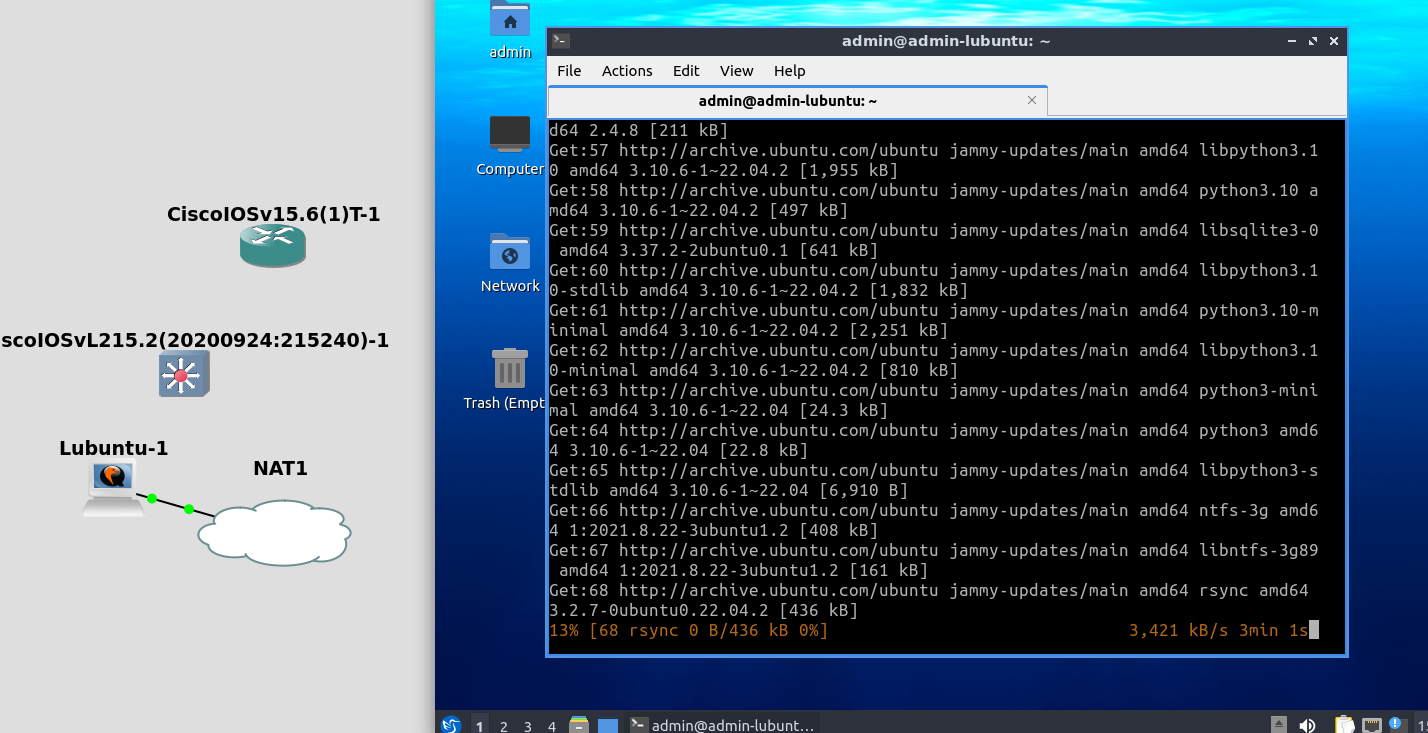 CiscoIOSv15.6(1)T-1
scoIOSvL215.2(20200924:215240)-1
Lubuntu-1
NAT1
admin
Computer
Network
Trash (Empt
admin@admin-lubuntu: ~
File Actions Edit View Help
admin@admin-lubuntu: ~
d64 2.4.8 [211 kB]
Get:57 http://archive.ubuntu.com/ubuntu jammy-updates/main amd64 libpython3.1
0 amd64 3.10.6-1~22.04.2 [1,955 kB]
Get:58 http://archive.ubuntu.com/ubuntu jammy-updates/main amd64 python3.10 a
md64 3.10.6-1~22.04.2 [497 kB]
Get:59 http://archive.ubuntu.com/ubuntu jammy-updates/main amd64 libsqlite3-0
 amd64 3.37.2-2ubuntu0.1 [641 kB]
Get:60 http://archive.ubuntu.com/ubuntu jammy-updates/main amd64 libpython3.1
0-stdlib amd64 3.10.6-1~22.04.2 [1,832 kB]
Get:61 http://archive.ubuntu.com/ubuntu jammy-updates/main amd64 python3.10-m
inimal amd64 3.10.6-1~22.04.2 [2,251 kB]
Get:62 http://archive.ubuntu.com/ubuntu jammy-updates/main amd64 libpython3.1
0-minimal amd64 3.10.6-1~22.04.2 [810 kB]
Get:63 http://archive.ubuntu.com/ubuntu jammy-updates/main amd64 python3-mini
mal amd64 3.10.6-1~22.04 [24.3 kB]
Get:64 http://archive.ubuntu.com/ubuntu jammy-updates/main amd64 python3 amd6
4 3.10.6-1~22.04 [22.8 kB]
Get:65 http://archive.ubuntu.com/ubuntu jammy-updates/main amd64 libpython3-s
tdlib amd64 3.10.6-1~22.04 [6,910 B]
Get:66 http://archive.ubuntu.com/ubuntu jammy-updates/main amd64 ntfs-3g amd6
4 1:2021.8.22-3ubuntu1.2 [408 kB]
Get:67 http://archive.ubuntu.com/ubuntu jammy-updates/main amd64 libntfs-3g89
 amd64 1:2021.8.22-3ubuntu1.2 [161 kB]
Get:68 http://archive.ubuntu.com/ubuntu jammy-updates/main amd64 rsync amd64
3.2.7-0ubuntu0.22.04.2 [436 kB]
13% [68 rsync 0 B/436 kB 0%] 3,421 kB/s 3min 1s
1 2 3 4 admin@admin-lubunt…